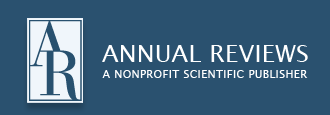 AR
ANNUAL REVIEWS
A NONPROFIT SCIENTIFIC PUBLISHER